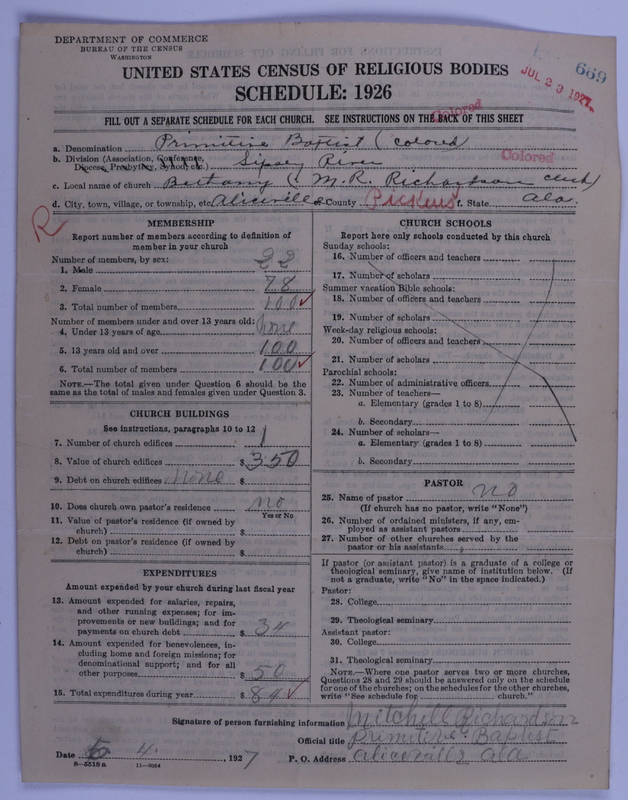 DEPARTMENT OF COMMERCE
BUREAU OF THE CENSUS
WASHINGTON
669
JUL 23 1927
UNITED STATES CENSUS OF RELIGIOUS BODIES
SCHEDULE: 1926
Colored
FILL OUT A SEPARATE SCHEDULE FOR EACH CHURCH. SEE INSTRUCTIONS ON THE BACK OF THIS SHEET
a. Denomination Primitive Baptist (colored)
b. Division (Association, Conference, Diocese, Presbytery, Synod, etc.) Sipsey River
Colored
c. Local name of church Bethany (M. R. Richardson clerk)
d. City, town, village, or township, etc. Aliceville e. County Pickens f. State Ala.
R
MEMBERSHIP
Report number of members according to definition of
member in your church
Number of members, by sex:
1. Male 22
2. Female 78
3. Total number of members 100 ✓
Number of members under and over 13 years old:
4. Under 13 years of age none
5. 13 years old and over 100
6. Total number of members 100 ✓
NOTE.—The total given under Question 6 should be the
same as the total of males and females given under Question 3.
CHURCH BUILDINGS
See instructions, paragraphs 10 to 12
7. Number of church edifices 1
8. Value of church edifices $ 350
9. Debt on church edifices none $
10. Does church own pastor's residence no
Yes or No
11. Value of pastor's residence (if owned by
church) $
12. Debt on pastor's residence (if owned by
church) $
EXPENDITURES
Amount expended by your church during last fiscal year
13. Amount expended for salaries, repairs,
and other running expenses; for im-
provements or new buildings; and for
payments on church debt $ 34
14. Amount expended for benevolences, in-
cluding home and foreign missions; for
denominational support; and for all
other purposes $ 50
15. Total expenditures during year $ 84 ✓
CHURCH SCHOOLS
Report here only schools conducted by this church
Sunday schools:
16. Number of officers and teachers
17. Number of scholars
Summer vacation Bible schools:
18. Number of officers and teachers
19. Number of scholars
Week-day religious schools:
20. Number of officers and teachers
21. Number of scholars
Parochial schools:
22. Number of administrative officers
23. Number of teachers—
a. Elementary (grades 1 to 8)
b. Secondary
24. Number of scholars—
a. Elementary (grades 1 to 8)
b. Secondary
PASTOR
25. Name of pastor no
(If church has no pastor, write "None")
26. Number of ordained ministers, if any, em-
ployed as assistant pastors
27. Number of other churches served by the
pastor or his assistants
If pastor (or assistant pastor) is a graduate of a college or
theological seminary, give name of institution below. (If
not a graduate, write "No" in the space indicated.)
Pastor:
28. College
29. Theological seminary
Assistant pastor:
30. College
31. Theological seminary
NOTE.—Where one pastor serves two or more churches,
Questions 28 and 29 should be answered only on the schedule
for one of the churches; on the schedules for the other churches,
write "See schedule for church."
Signature of person furnishing information Mitchell Richardson
Official title Primitive Baptist
Date 4, 1927 P. O. Address Aliceville Ala
8—5518a 11—9034